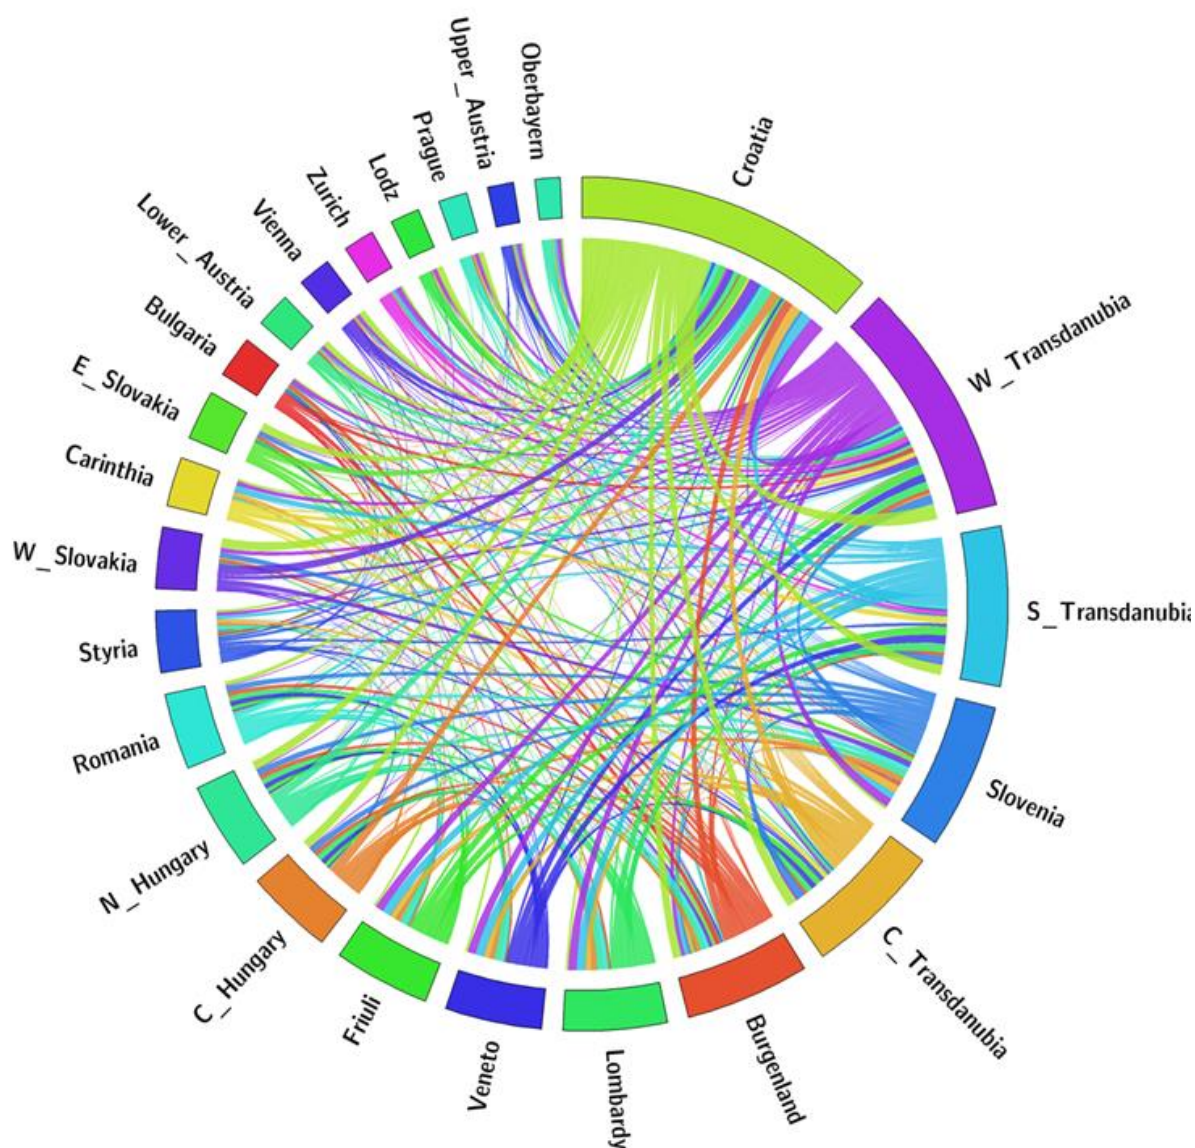 Croatia
W_Transdanubia
S_Transdanubia
Slovenia
C_Transdanubia
Burgenland
Lombardy
Veneto
Friuli
C_Hungary
N_Hungary
Romania
Styria
W_Slovakia
Carinthia
E_Slovakia
Bulgaria
Lower_Austria
Vienna
Zurich
Lodz
Prague
Upper_Austria
Oberbayern